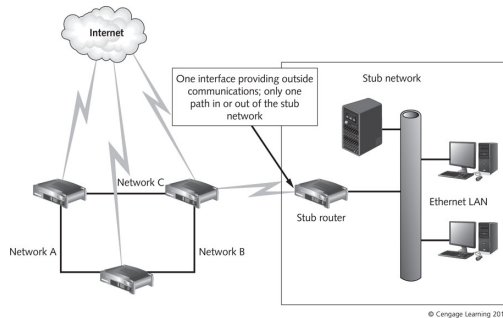 Internet
One interface providing outside
communications; only one
path in or out of the stub
network
Stub network
Network C
Ethernet LAN
Stub router
Network A
Network B
© Cengage Learning 201